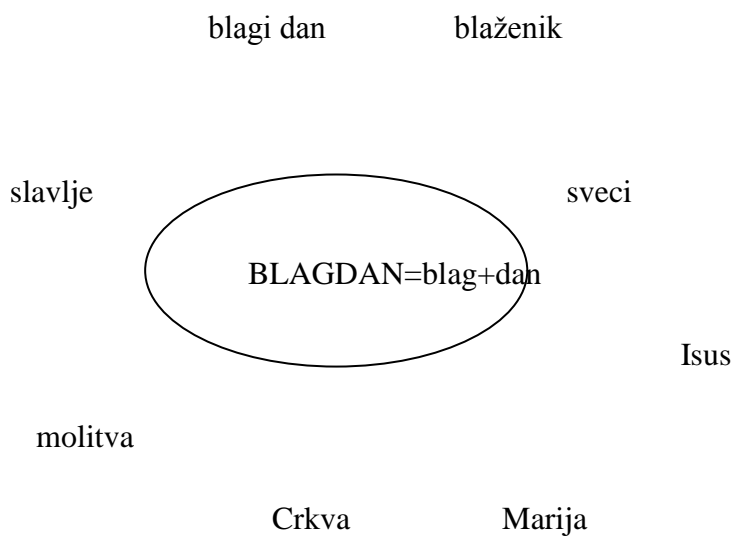 blagi dan blaženik
slavlje sveci
BLAGDAN=blag+dan
Isus
molitva
Crkva Marija